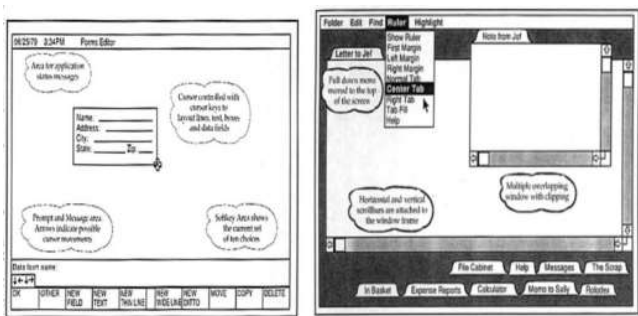 08/25/79 2:34PM Forms Editor
Area for application
status messages
Cursor controlled with
cursor keys to
layout lines, text, boxes
and data fields
Name:
Address:
City:
State: Zip
Prompt and Message area
Arrows indicate possible
cursor movements
Softkey Area shows
the current set
of ten choices
Data item name:
OK OTHER NEW FIELD NEW TEXT NEW THIN LINE NEW WIDE LINE NEW DITTO MOVE COPY DELETE
Folder Edit Find Ruler Highlight
Show Ruler
First Margin
Left Margin
Right Margin
Normal Tab
Center Tab
Right Tab
Tab Fill
Help
Letter to Jef
Note from Jef
Pull down menu
moved to the top
of the screen
Horizontal and vertical
scrollbars are attached to
the window frame
Multiple overlapping
window with clipping
File Cabinet Help Messages The Scrap
In Basket Expense Reports Calculator Memo to Sally Rolodex